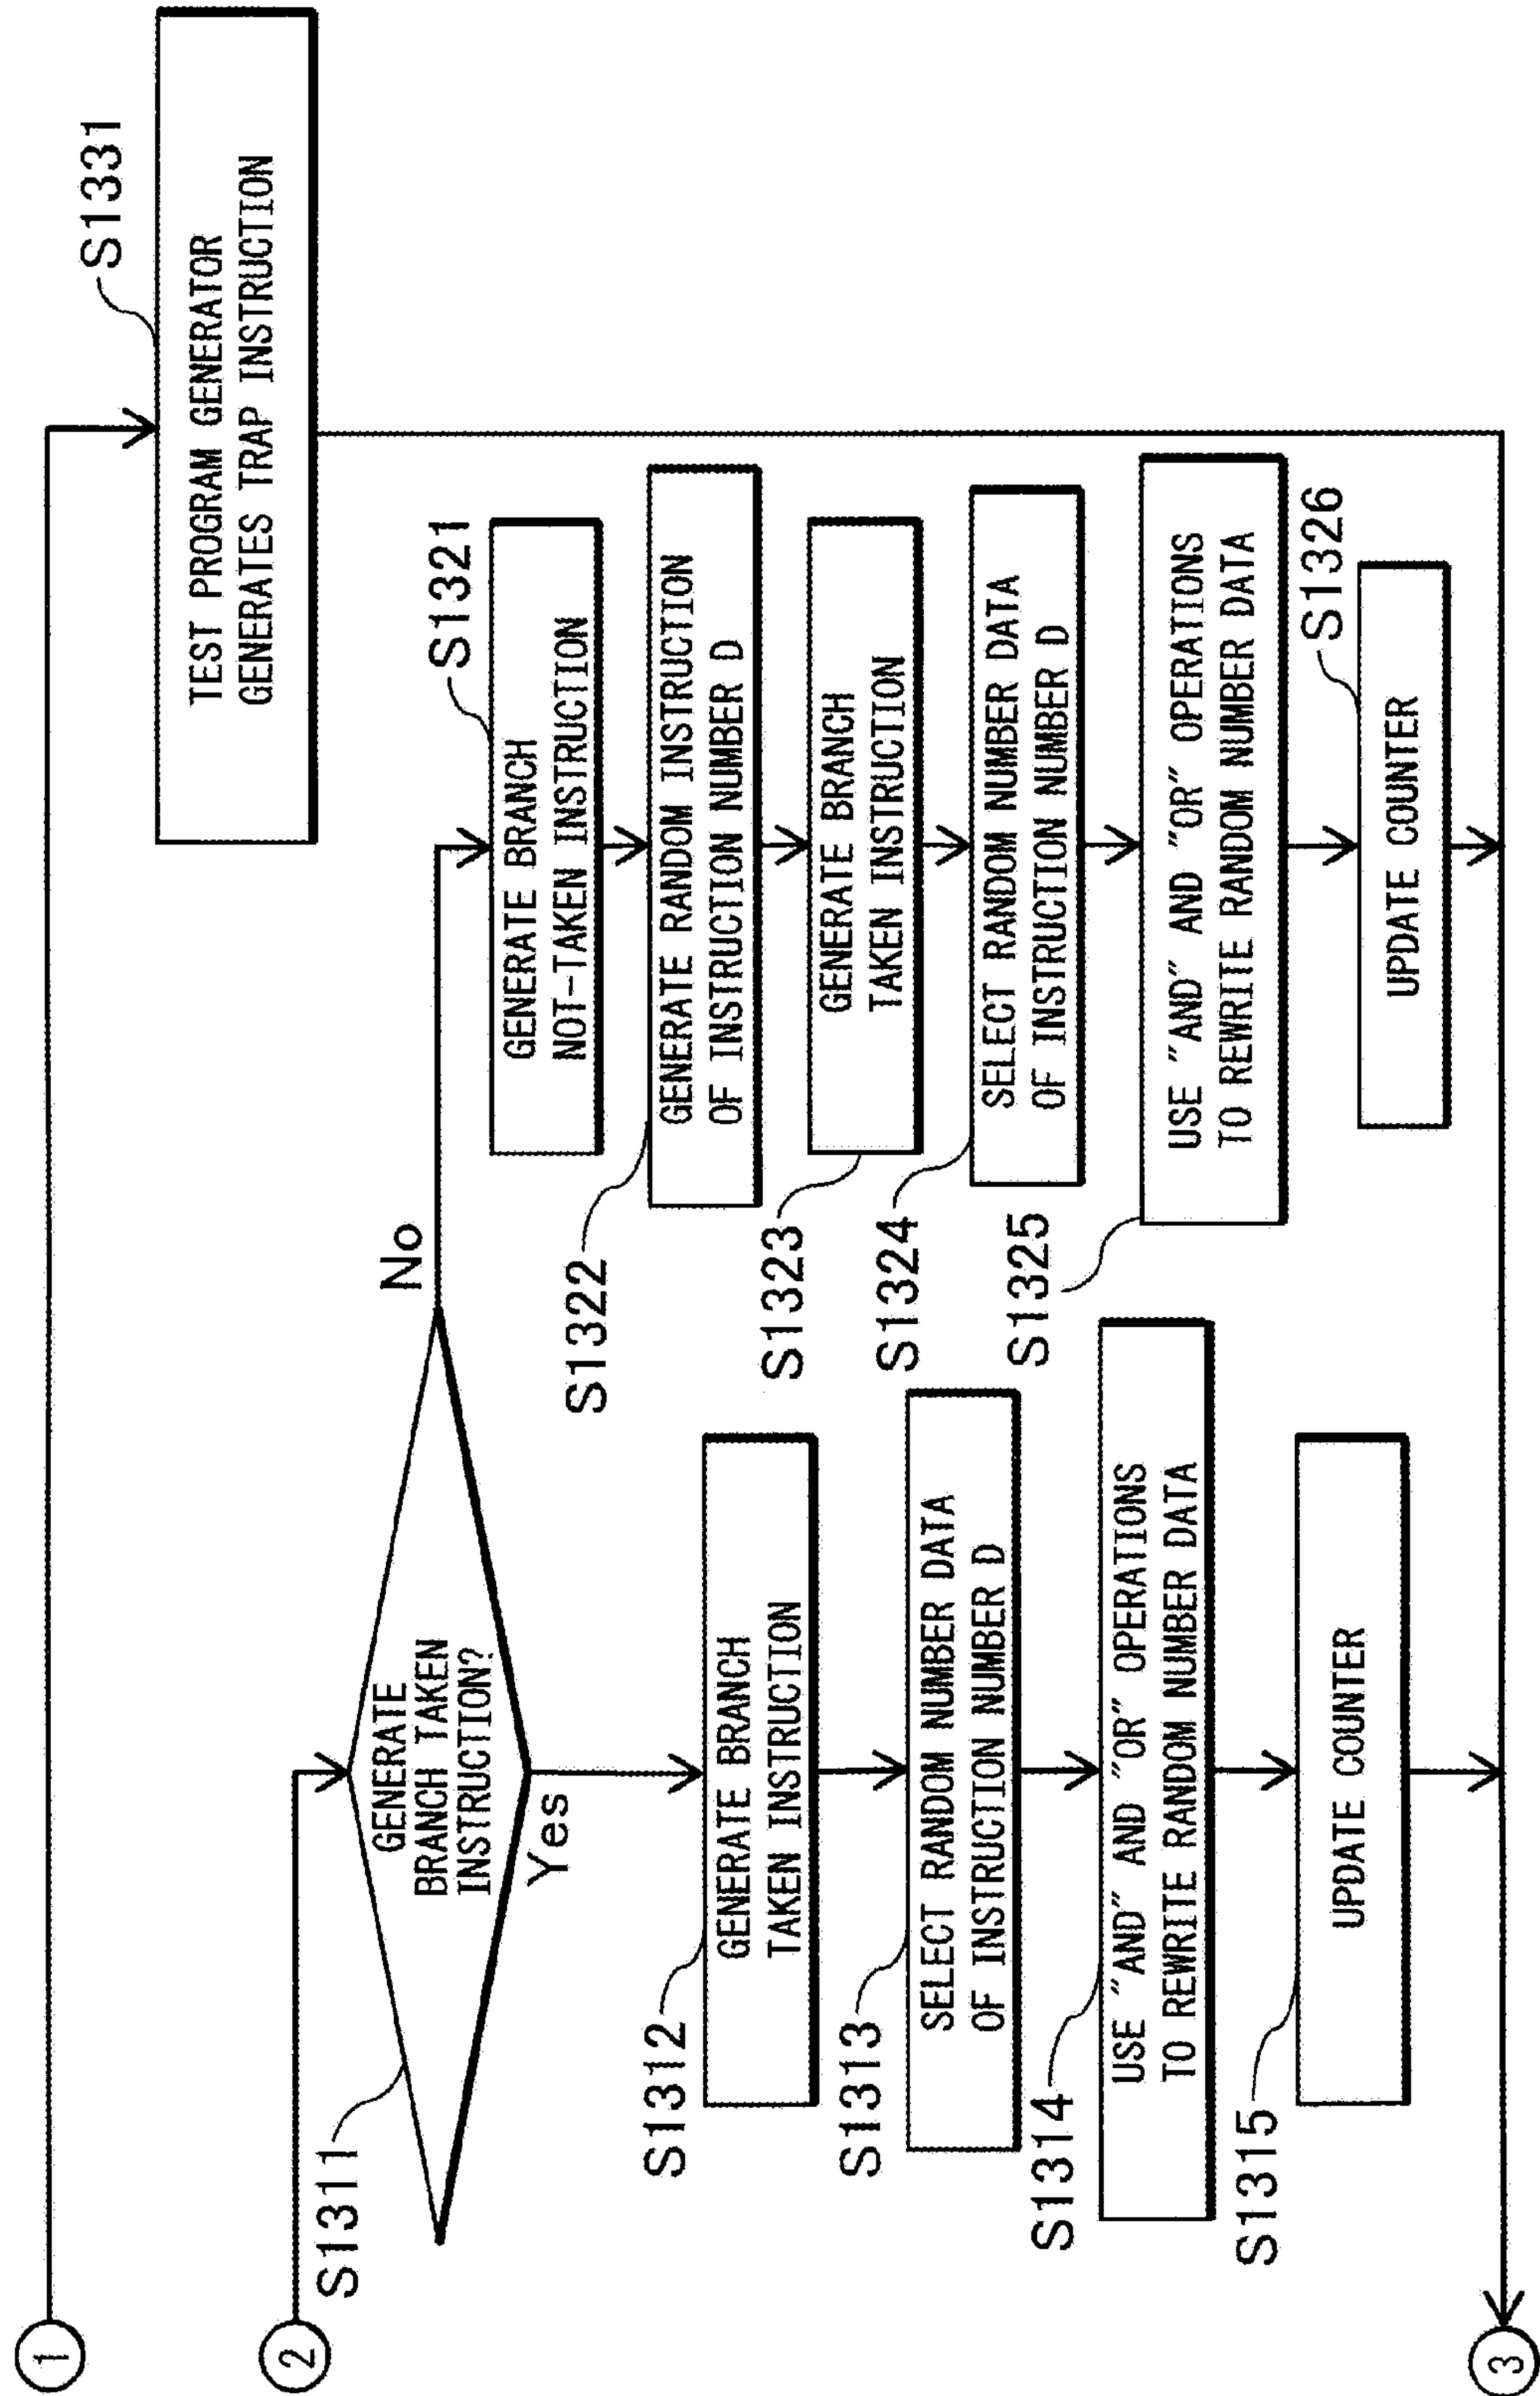 1
S1331
TEST PROGRAM GENERATOR
GENERATES TRAP INSTRUCTION
2
S1311
GENERATE
BRANCH TAKEN
INSTRUCTION?
Yes
No
S1312
GENERATE BRANCH
TAKEN INSTRUCTION
S1313
SELECT RANDOM NUMBER DATA
OF INSTRUCTION NUMBER D
S1314
USE "AND" AND "OR" OPERATIONS
TO REWRITE RANDOM NUMBER DATA
S1315
UPDATE COUNTER
S1321
GENERATE BRANCH
NOT-TAKEN INSTRUCTION
S1322
GENERATE RANDOM INSTRUCTION
OF INSTRUCTION NUMBER D
S1323
GENERATE BRANCH
TAKEN INSTRUCTION
S1324
SELECT RANDOM NUMBER DATA
OF INSTRUCTION NUMBER D
S1325
USE "AND" AND "OR" OPERATIONS
TO REWRITE RANDOM NUMBER DATA
S1326
UPDATE COUNTER
3